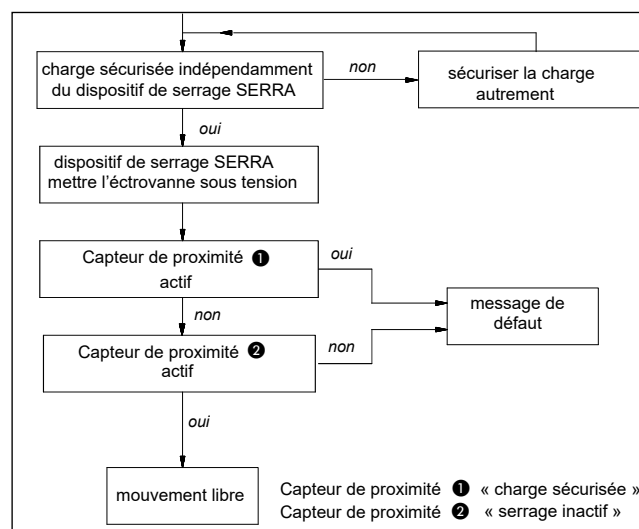 charge sécurisée indépendamment
du dispositif de serrage SERRA
non
sécuriser la charge
autrement
oui
dispositif de serrage SERRA
mettre l'éctrovanne sous tension
Capteur de proximité ❶
actif
oui
non
message de
défaut
Capteur de proximité ❷
actif
non
oui
mouvement libre
Capteur de proximité ❶ « charge sécurisée »
Capteur de proximité ❷ « serrage inactif »